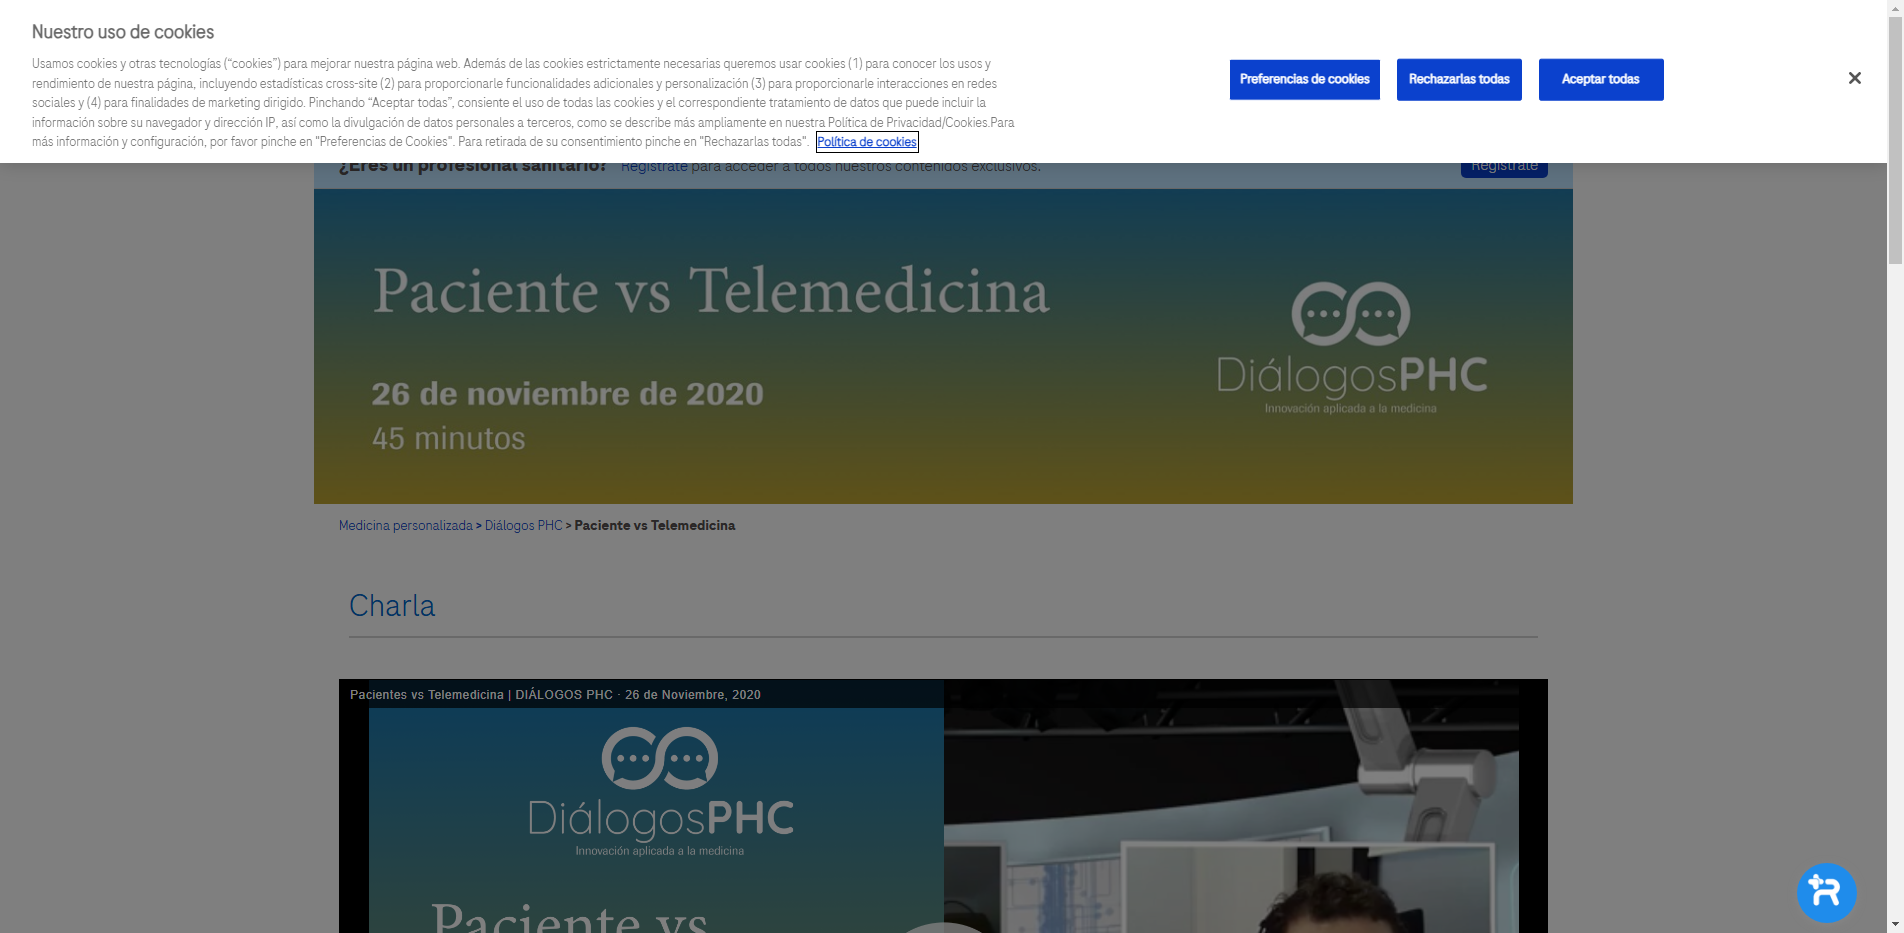 Nuestro uso de cookies
Usamos cookies y otras tecnologías (“cookies”) para mejorar nuestra página web. Además de las cookies estrictamente necesarias queremos usar cookies (1) para conocer los usos y
rendimiento de nuestra página, incluyendo estadísticas cross-site (2) para proporcionarle funcionalidades adicionales y personalización (3) para proporcionarle interacciones en redes
sociales y (4) para finalidades de marketing dirigido. Pinchando “Aceptar todas”, consiente el uso de todas las cookies y el correspondiente tratamiento de datos que puede incluir la
información sobre su navegador y dirección IP, así como la divulgación de datos personales a terceros, como se describe más ampliamente en nuestra Política de Privacidad/Cookies.Para
más información y configuración, por favor pinche en "Preferencias de Cookies". Para retirada de su consentimiento pinche en "Rechazarlas todas". Política de cookies
Preferencias de cookies
Rechazarlas todas
Aceptar todas
¿Eres un profesional sanitario? Regístrate para acceder a todos nuestros contenidos exclusivos.
Regístrate
Paciente vs Telemedicina
26 de noviembre de 2020
45 minutos
DiálogosPHC
Innovación aplicada a la medicina
Medicina personalizada > Diálogos PHC > Paciente vs Telemedicina
Charla
Pacientes vs Telemedicina | DIÁLOGOS PHC · 26 de Noviembre, 2020
DiálogosPHC
Innovación aplicada a la medicina
Paciente vs